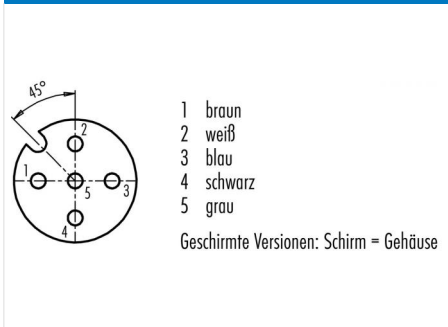 45°
2
1
5
3
4
1 braun
2 weiß
3 blau
4 schwarz
5 grau
Geschirmte Versionen: Schirm = Gehäuse